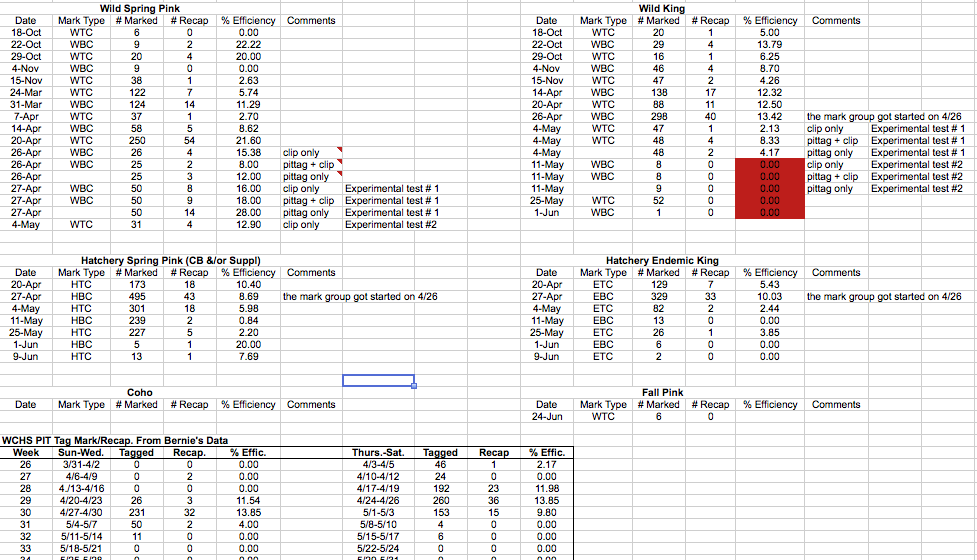 Wild Spring Pink Wild King
Date Mark Type # Marked # Recap % Efficiency Comments Date Mark Type # Marked # Recap % Efficiency Comments
18-Oct WTC 6 0 0.00 18-Oct WTC 20 1 5.00
22-Oct WBC 9 2 22.22 22-Oct WBC 29 4 13.79
29-Oct WTC 20 4 20.00 29-Oct WTC 16 1 6.25
4-Nov WBC 9 0 0.00 4-Nov WBC 46 4 8.70
15-Nov WTC 38 1 2.63 15-Nov WTC 47 2 4.26
24-Mar WTC 122 7 5.74 14-Apr WBC 138 17 12.32
31-Mar WBC 124 14 11.29 20-Apr WTC 88 11 12.50
7-Apr WTC 37 1 2.70 26-Apr WBC 298 40 13.42 the mark group got started on 4/26
14-Apr WBC 58 5 8.62 4-May WTC 47 1 2.13 clip only Experimental test # 1
20-Apr WTC 250 54 21.60 4-May WTC 48 4 8.33 pittag + clip Experimental test # 1
26-Apr WBC 26 4 15.38 clip only 4-May 48 2 4.17 pittag only Experimental test # 1
26-Apr WBC 25 2 8.00 pittag + clip 11-May WBC 8 0 0.00 clip only Experimental test #2
26-Apr 25 3 12.00 pittag only 11-May WBC 8 0 0.00 pittag + clip Experimental test #2
27-Apr WBC 50 8 16.00 clip only Experimental test # 1 11-May 9 0 0.00 pittag only Experimental test #2
27-Apr WBC 50 9 18.00 pittag + clip Experimental test # 1 25-May WTC 52 0 0.00
27-Apr 50 14 28.00 pittag only Experimental test # 1 1-Jun WBC 1 0 0.00
4-May WTC 31 4 12.90 clip only Experimental test #2
Hatchery Spring Pink (CB &/or Suppl) Hatchery Endemic King
Date Mark Type # Marked # Recap % Efficiency Comments Date Mark Type # Marked # Recap % Efficiency Comments
20-Apr HTC 173 18 10.40 20-Apr ETC 129 7 5.43
27-Apr HBC 495 43 8.69 the mark group got started on 4/26 27-Apr EBC 329 33 10.03 the mark group got started on 4/26
4-May HTC 301 18 5.98 4-May ETC 82 2 2.44
11-May HBC 239 2 0.84 11-May EBC 13 0 0.00
25-May HTC 227 5 2.20 25-May ETC 26 1 3.85
1-Jun HBC 5 1 20.00 1-Jun EBC 6 0 0.00
9-Jun HTC 13 1 7.69 9-Jun ETC 2 0 0.00
Coho Fall Pink
Date Mark Type # Marked # Recap % Efficiency Comments Date Mark Type # Marked # Recap % Efficiency Comments
24-Jun WTC 6 0
WCHS PIT Tag Mark/Recap. From Bernie's Data
Week Sun-Wed. Tagged Recap. % Effic. Thurs.-Sat. Tagged Recap % Effic.
26 3/31-4/2 0 0 0.00 4/3-4/5 46 1 2.17
27 4/6-4/9 0 2 0.00 4/10-4/12 24 0 0.00
28 4./13-4/16 0 0 0.00 4/17-4/19 192 23 11.98
29 4/20-4/23 26 3 11.54 4/24-4/26 260 36 13.85
30 4/27-4/30 231 32 13.85 5/1-5/3 153 15 9.80
31 5/4-5/7 50 2 4.00 5/8-5/10 4 0 0.00
32 5/11-5/14 11 0 0.00 5/15-5/17 6 0 0.00
33 5/18-5/21 0 0 0.00 5/22-5/24 0 0 0.00